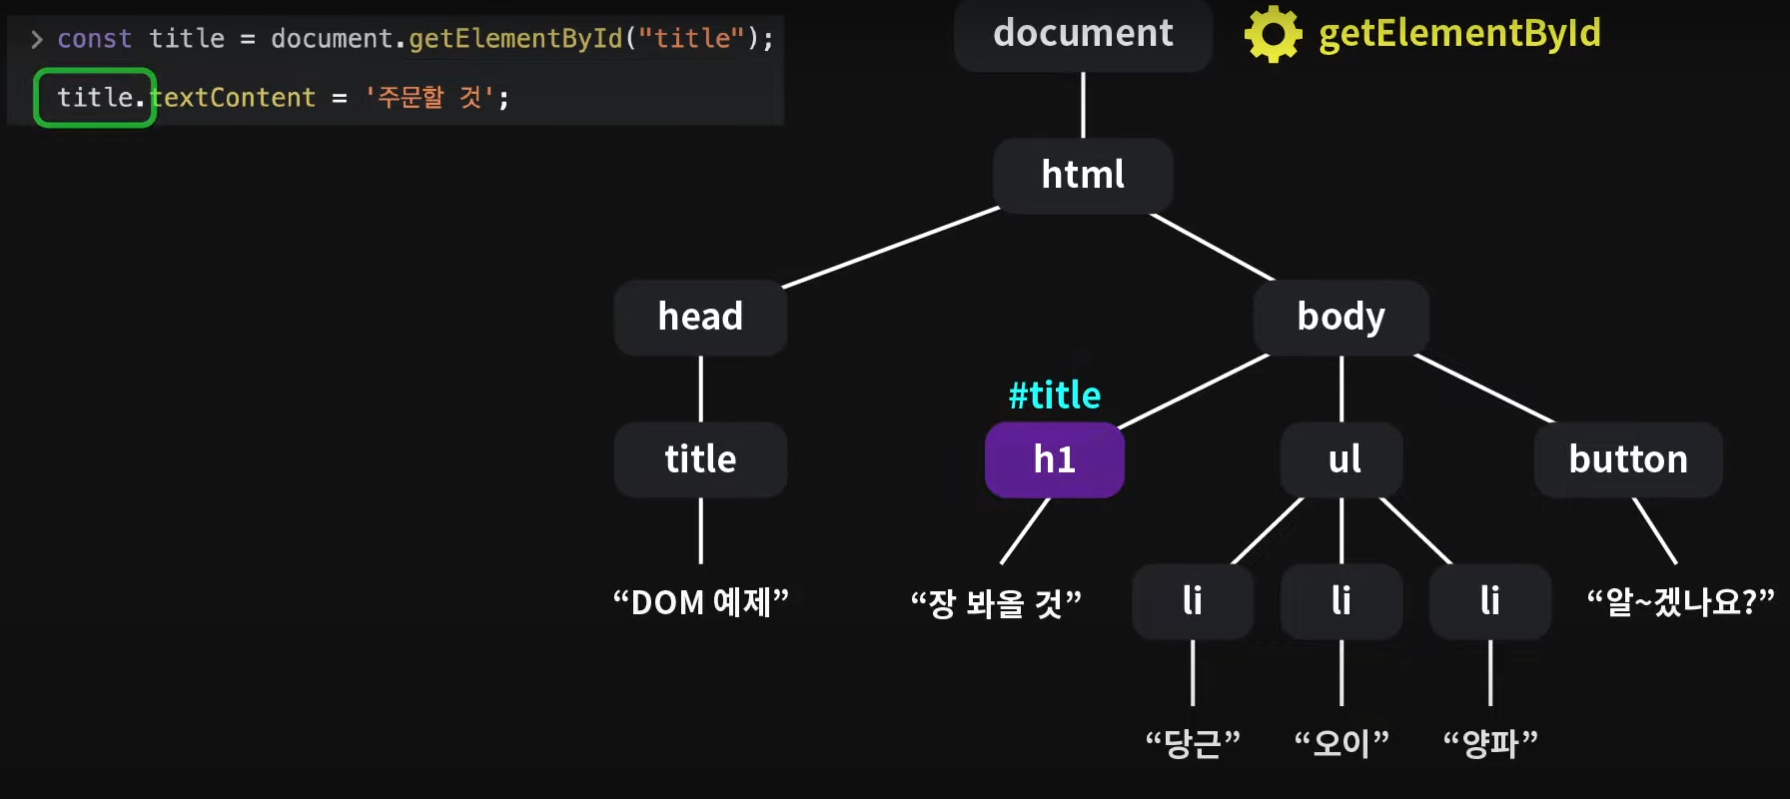 > const title = document.getElementById("title");
title.textContent = '주문할 것';
document
getElementById
html
head
body
#title
title
h1
ul
button
“DOM 예제”
“장 봐올 것”
li
li
li
“알~겠나요?”
“당근”
“오이”
“양파”